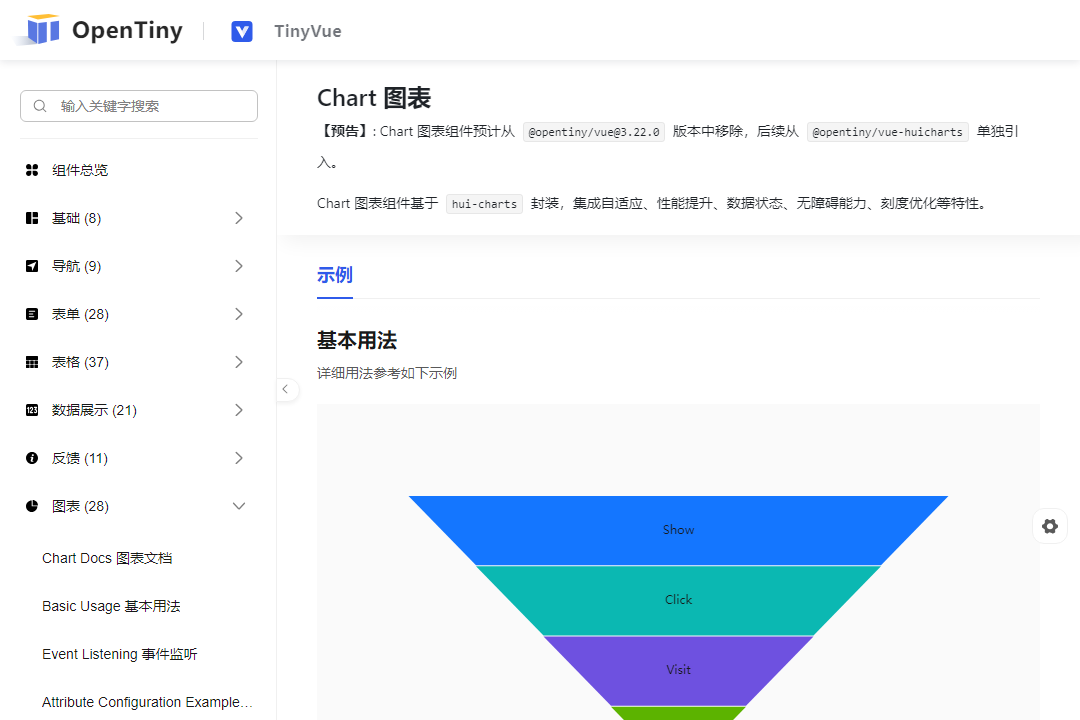 OpenTiny
TinyVue
输入关键字搜索
组件总览
基础 (8)
导航 (9)
表单 (28)
表格 (37)
数据展示 (21)
反馈 (11)
图表 (28)
Chart Docs 图表文档
Basic Usage 基本用法
Event Listening 事件监听
Attribute Configuration Example…
Chart 图表
【预告】: Chart 图表组件预计从 @opentiny/vue@3.22.0 版本中移除，后续从 @opentiny/vue-huicharts 单独引
入。
Chart 图表组件基于 hui-charts 封装，集成自适应、性能提升、数据状态、无障碍能力、刻度优化等特性。
示例
基本用法
详细用法参考如下示例
Show
Click
Visit